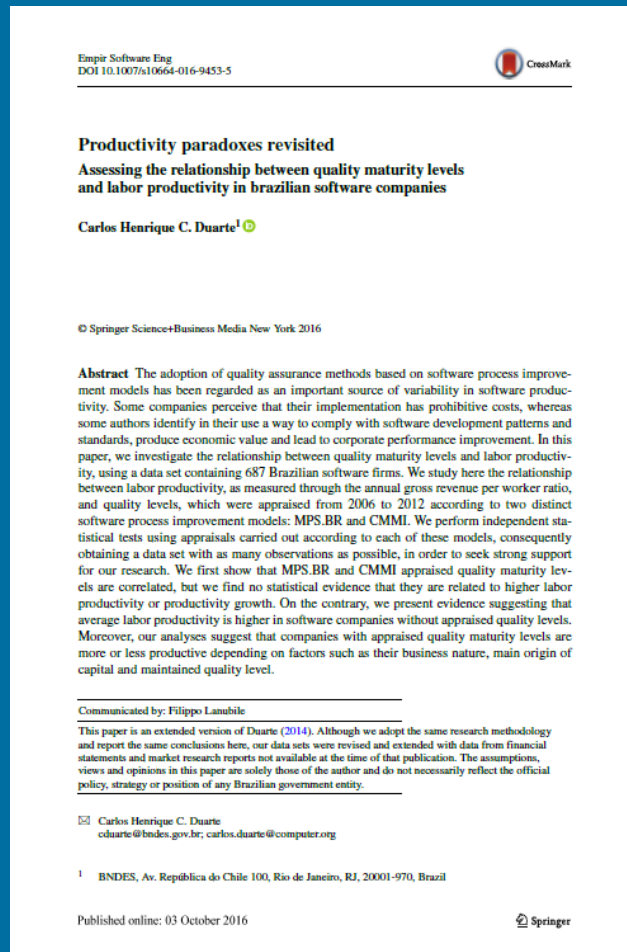 Empir Software Eng
DOI 10.1007/s10664-016-9453-5
CrossMark
Productivity paradoxes revisited
Assessing the relationship between quality maturity levels
and labor productivity in brazilian software companies
Carlos Henrique C. Duarte1
© Springer Science+Business Media New York 2016
Abstract The adoption of quality assurance methods based on software process improve-
ment models has been regarded as an important source of variability in software produc-
tivity. Some companies perceive that their implementation has prohibitive costs, whereas
some authors identify in their use a way to comply with software development patterns and
standards, produce economic value and lead to corporate performance improvement. In this
paper, we investigate the relationship between quality maturity levels and labor productiv-
ity, using a data set containing 687 Brazilian software firms. We study here the relationship
between labor productivity, as measured through the annual gross revenue per worker ratio,
and quality levels, which were appraised from 2006 to 2012 according to two distinct
software process improvement models: MPS.BR and CMMI. We perform independent sta-
tistical tests using appraisals carried out according to each of these models, consequently
obtaining a data set with as many observations as possible, in order to seek strong support
for our research. We first show that MPS.BR and CMMI appraised quality maturity lev-
els are correlated, but we find no statistical evidence that they are related to higher labor
productivity or productivity growth. On the contrary, we present evidence suggesting that
average labor productivity is higher in software companies without appraised quality levels.
Moreover, our analyses suggest that companies with appraised quality maturity levels are
more or less productive depending on factors such as their business nature, main origin of
capital and maintained quality level.
Communicated by: Filippo Lanubile
This paper is an extended version of Duarte (2014). Although we adopt the same research methodology
and report the same conclusions here, our data sets were revised and extended with data from financial
statements and market research reports not available at the time of that publication. The assumptions,
views and opinions in this paper are solely those of the author and do not necessarily reflect the official
policy, strategy or position of any Brazilian government entity.
Carlos Henrique C. Duarte
cduarte@bndes.gov.br; carlos.duarte@computer.org
1 BNDES, Av. República do Chile 100, Rio de Janeiro, RJ, 20001-970, Brazil
Published online: 03 October 2016
Springer